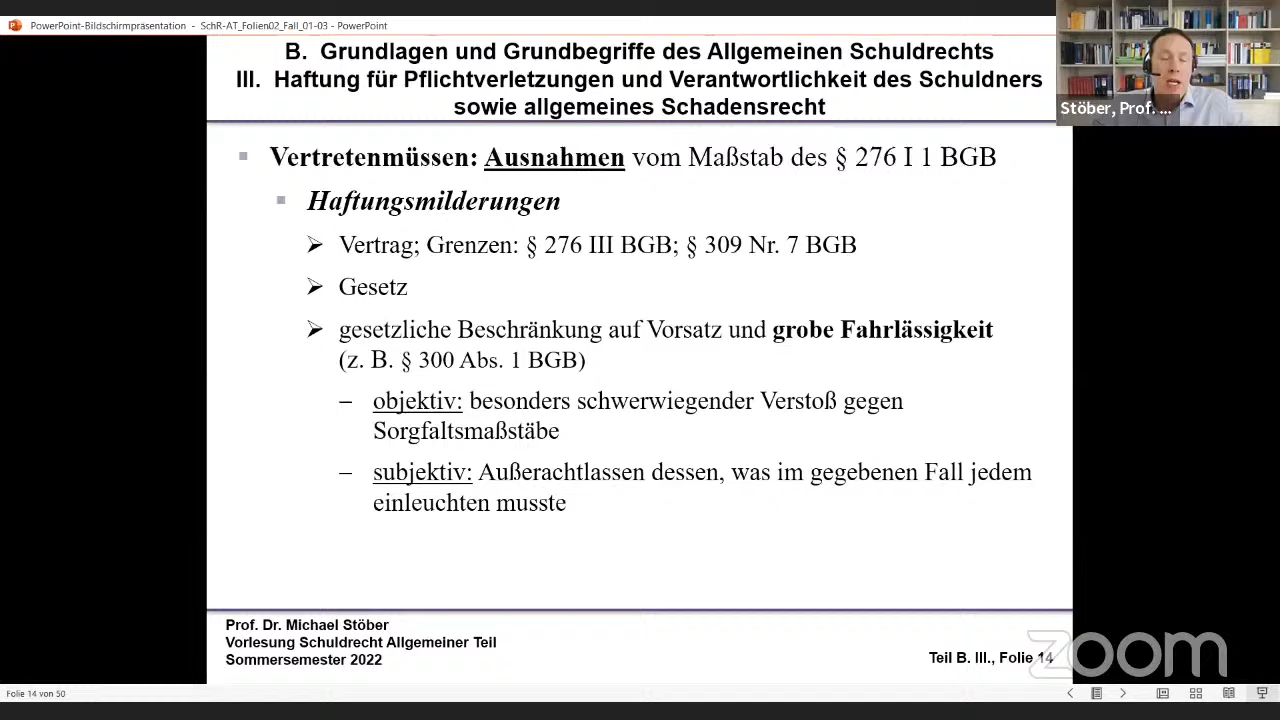 PowerPoint-Bildschirmpräsentation - SchR-AT_Folien02_Fall_01-03 - PowerPoint
B. Grundlagen und Grundbegriffe des Allgemeinen Schuldrechts
III. Haftung für Pflichtverletzungen und Verantwortlichkeit des Schuldners
sowie allgemeines Schadensrecht
Stöber, Prof. ...
Vertretenmüssen: Ausnahmen vom Maßstab des § 276 I 1 BGB
Haftungsmilderungen
Vertrag; Grenzen: § 276 III BGB; § 309 Nr. 7 BGB
Gesetz
gesetzliche Beschränkung auf Vorsatz und grobe Fahrlässigkeit
(z. B. § 300 Abs. 1 BGB)
– objektiv: besonders schwerwiegender Verstoß gegen
Sorgfaltsmaßstäbe
– subjektiv: Außerachtlassen dessen, was im gegebenen Fall jedem
einleuchten musste
Prof. Dr. Michael Stöber
Vorlesung Schuldrecht Allgemeiner Teil
Sommersemester 2022
Teil B. III., Folie 14
zoom
Folie 14 von 50